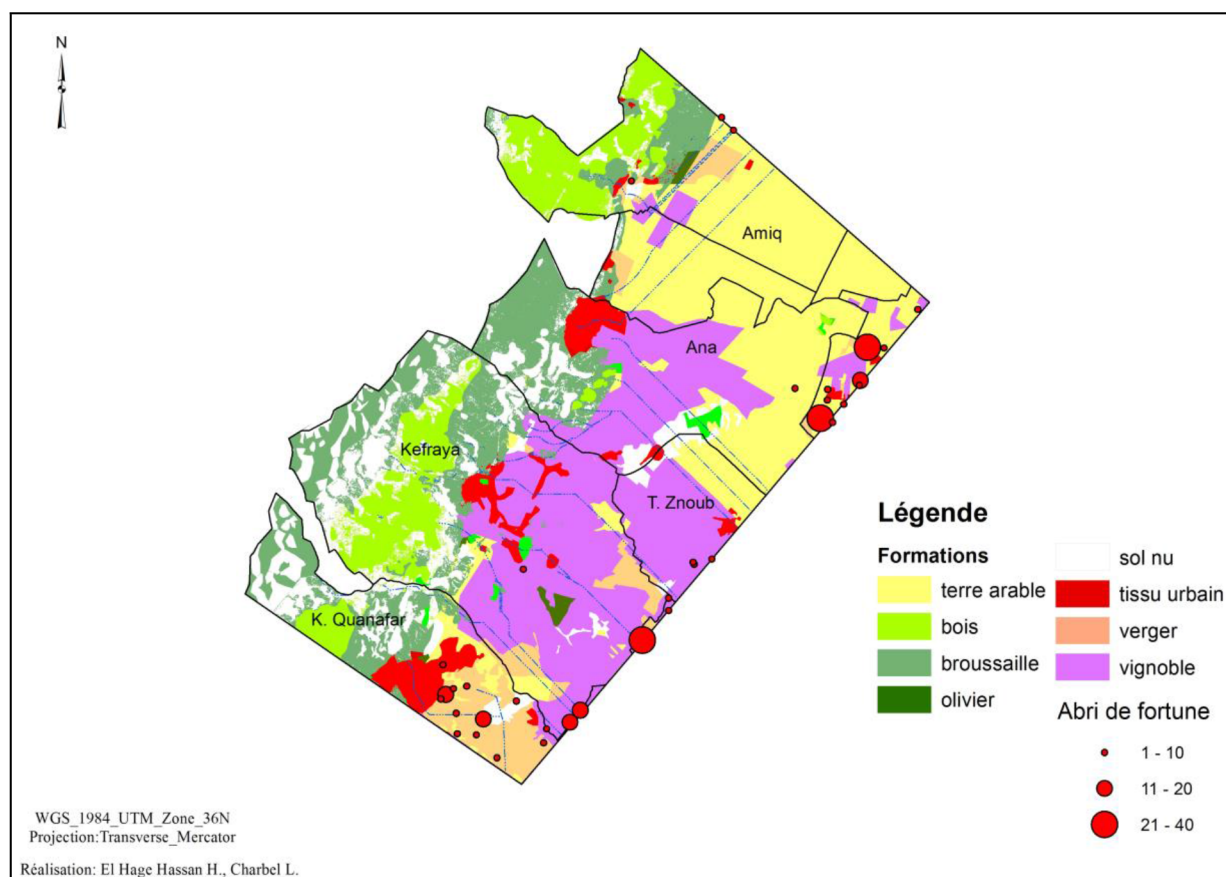 N
Amiq
Ana
Kefraya
T. Znoub
K. Quanafar
Légende
Formations
terre arable
bois
broussaille
olivier
sol nu
tissu urbain
verger
vignoble
Abri de fortune
1 - 10
11 - 20
21 - 40
WGS_1984_UTM_Zone_36N
Projection:Transverse_Mercator
Réalisation: El Hage Hassan H., Charbel L.